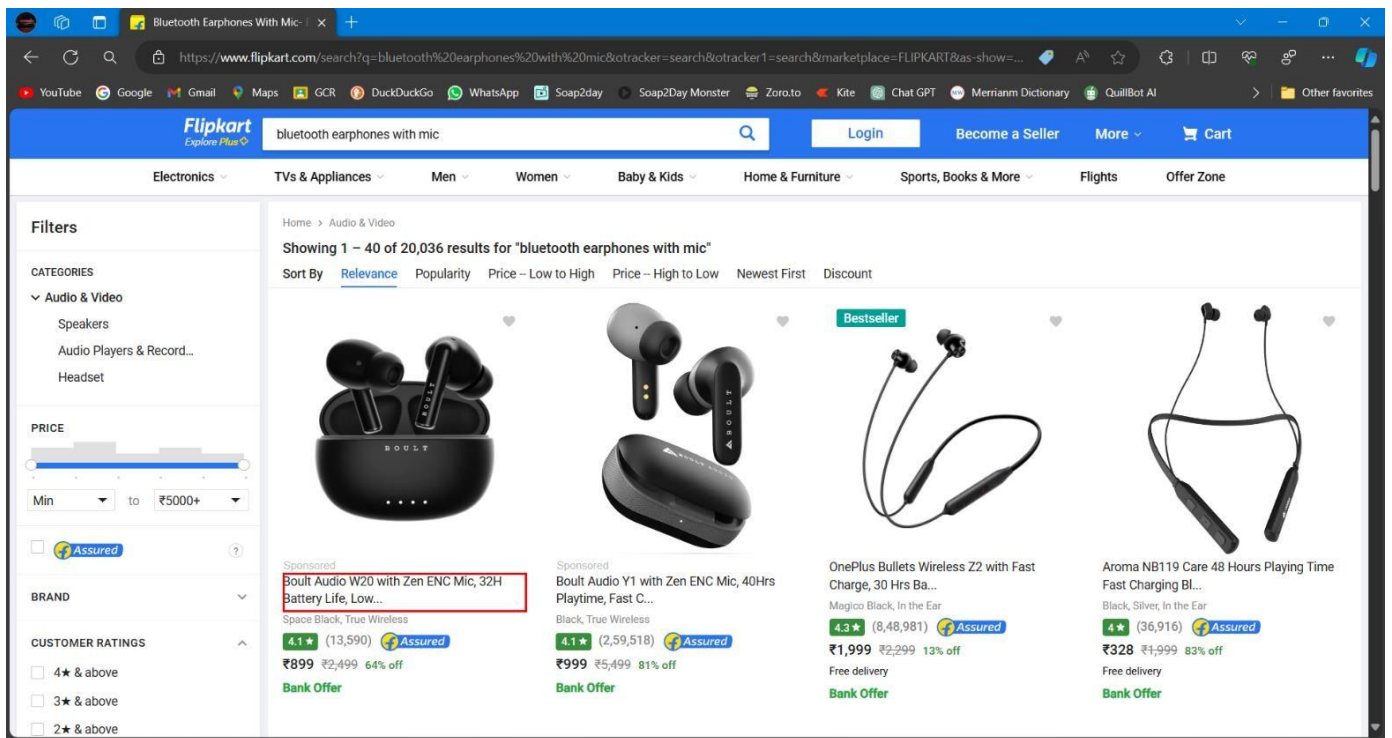 Bluetooth Earphones With Mic-
https://www.flipkart.com/search?q=bluetooth%20earphones%20with%20mic&otracker=search&otracker1=search&marketplace=FLIPKART&as-show=...
YouTube Google Gmail Maps GCR DuckDuckGo WhatsApp Soap2day Soap2Day Monster Zoro.to Kite Chat GPT Merrianm Dictionary QuillBot AI Other favorites
Flipkart
Explore Plus
bluetooth earphones with mic
Login Become a Seller More Cart
Electronics TVs & Appliances Men Women Baby & Kids Home & Furniture Sports, Books & More Flights Offer Zone
Filters
CATEGORIES
Audio & Video
Speakers
Audio Players & Record...
Headset
PRICE
Min to ₹5000+
Assured ?
BRAND
CUSTOMER RATINGS
4★ & above
3★ & above
2★ & above
Home > Audio & Video
Showing 1 – 40 of 20,036 results for "bluetooth earphones with mic"
Sort By Relevance Popularity Price -- Low to High Price -- High to Low Newest First Discount
BOULT
BOULT
Sponsored
Boult Audio W20 with Zen ENC Mic, 32H
Battery Life, Low...
Space Black, True Wireless
4.1★ (13,590) Assured
₹899 ₹2,499 64% off
Bank Offer
BOULT
Sponsored
Boult Audio Y1 with Zen ENC Mic, 40Hrs
Playtime, Fast C...
Black, True Wireless
4.1★ (2,59,518) Assured
₹999 ₹5,499 81% off
Bank Offer
Bestseller
OnePlus Bullets Wireless Z2 with Fast
Charge, 30 Hrs Ba...
Magico Black, In the Ear
4.3★ (8,48,981) Assured
₹1,999 ₹2,299 13% off
Free delivery
Bank Offer
Aroma NB119 Care 48 Hours Playing Time
Fast Charging Bl...
Black, Silver, In the Ear
4★ (36,916) Assured
₹328 ₹1,999 83% off
Free delivery
Bank Offer